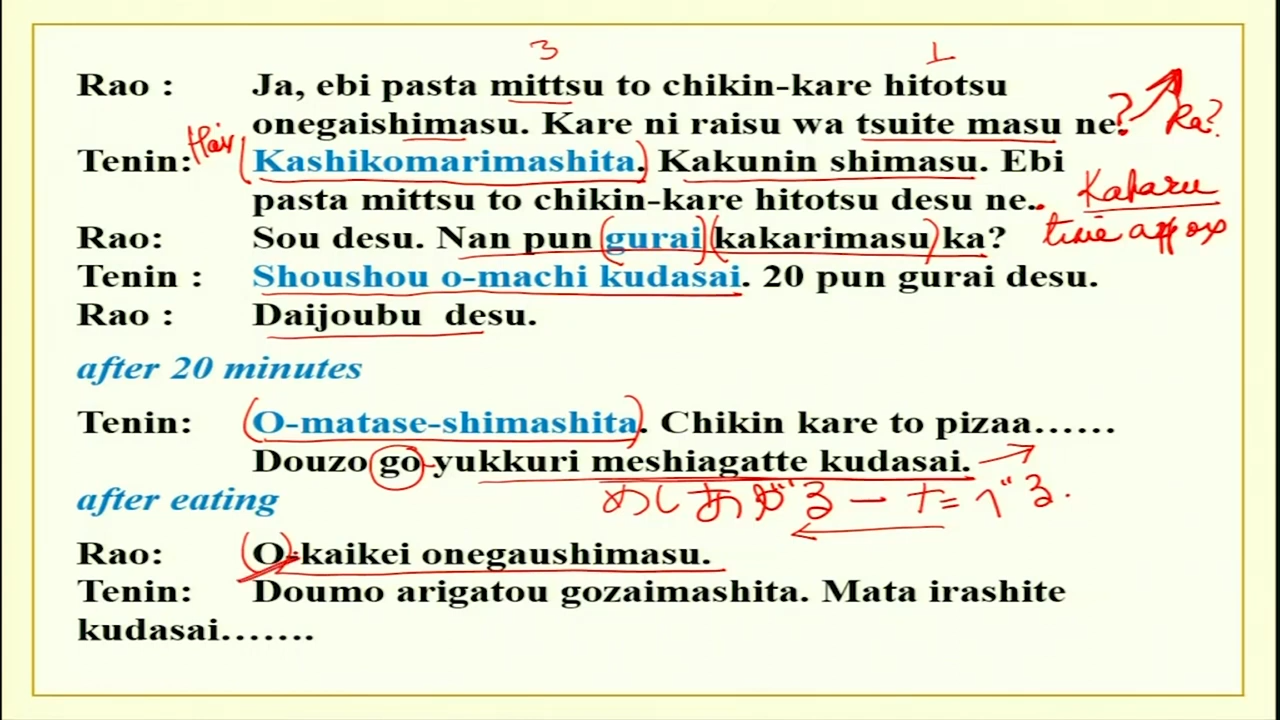 3 1
Rao : Ja, ebi pasta mittsu to chikin-kare hitotsu
onegaishimasu. Kare ni raisu wa tsuite masu ne. ? ka?
Hai
Tenin: Kashikomarimashita. Kakunin shimasu. Ebi
pasta mittsu to chikin-kare hitotsu desu ne..
Kakaru
time approx
Rao: Sou desu. Nan pun gurai kakarimasu ka?
Tenin : Shoushou o-machi kudasai. 20 pun gurai desu.
Rao : Daijoubu desu.
after 20 minutes
Tenin: O-matase-shimashita. Chikin kare to pizaa……
Douzo go-yukkuri meshiagatte kudasai.
めしあがる — たべる.
after eating
Rao: O-kaikei onegaushimasu.
Tenin: Doumo arigatou gozaimashita. Mata irashite
kudasai…….